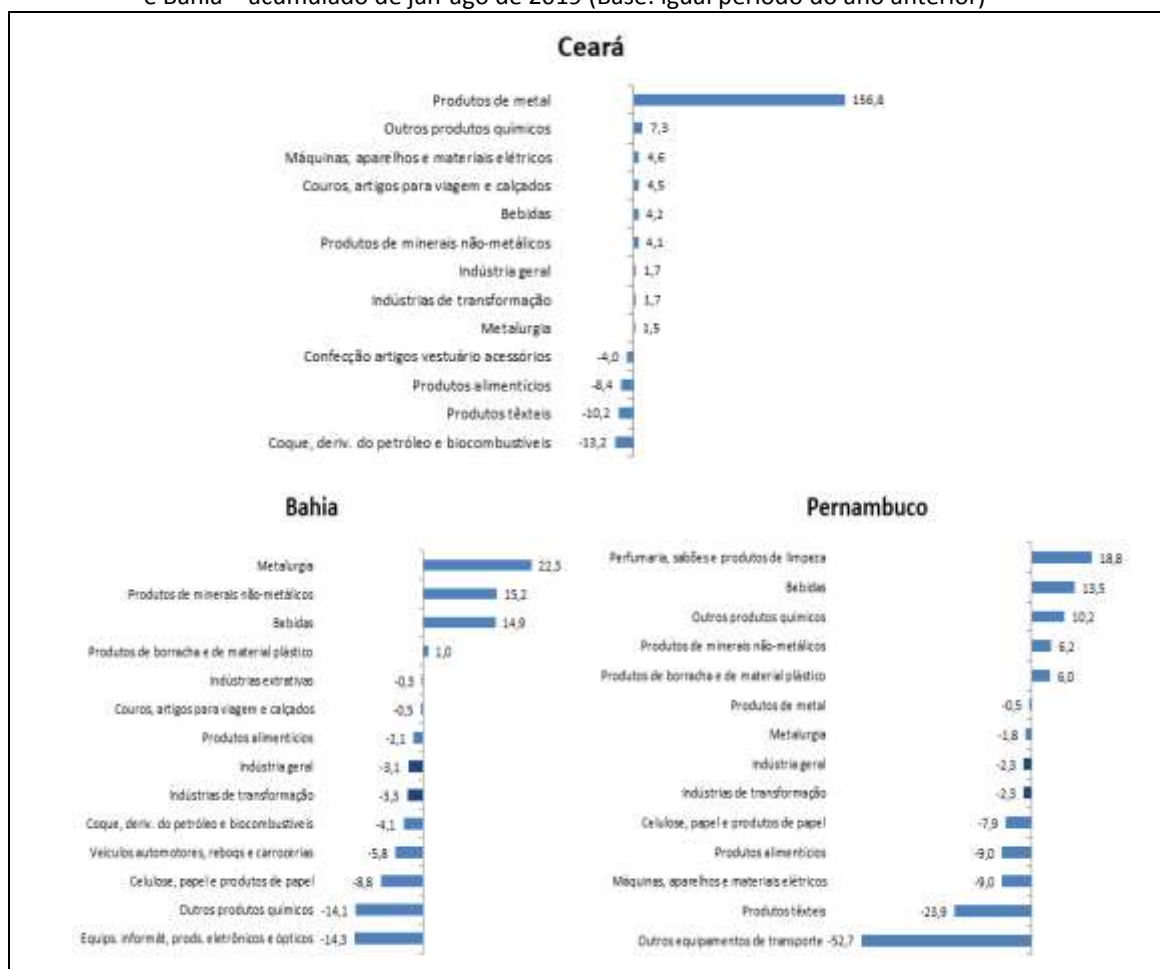 e Bahia – acumulado de jan-ago de 2019 (Base: igual período do ano anterior)
Ceará
Produtos de metal 156,8
Outros produtos químicos 7,3
Máquinas, aparelhos e materiais elétricos 4,6
Couros, artigos para viagem e calçados 4,5
Bebidas 4,2
Produtos de minerais não-metálicos 4,1
Indústria geral 1,7
Indústrias de transformação 1,7
Metalurgia 1,5
Confecção artigos vestuário acessórios -4,0
Produtos alimentícios -8,4
Produtos têxteis -10,2
Coque, deriv. do petróleo e biocombustíveis -13,2
Bahia
Metalurgia 22,3
Produtos de minerais não-metálicos 15,2
Bebidas 14,9
Produtos de borracha e de material plástico 1,0
Indústrias extrativas -0,3
Couros, artigos para viagem e calçados -0,5
Produtos alimentícios -2,1
Indústria geral -3,1
Indústrias de transformação -3,3
Coque, deriv. do petróleo e biocombustíveis -4,1
Veículos automotores, reboqs e carrocerias -5,8
Celulose, papel e produtos de papel -8,8
Outros produtos químicos -14,1
Equips. informát, prods. eletrônicos e ópticos -14,3
Pernambuco
Perfumaria, sabões e produtos de limpeza 18,8
Bebidas 13,5
Outros produtos químicos 10,2
Produtos de minerais não-metálicos 6,2
Produtos de borracha e de material plástico 6,0
Produtos de metal -0,5
Metalurgia -1,8
Indústria geral -2,3
Indústrias de transformação -2,3
Celulose, papel e produtos de papel -7,9
Produtos alimentícios -9,0
Máquinas, aparelhos e materiais elétricos -9,0
Produtos têxteis -23,9
Outros equipamentos de transporte -52,7